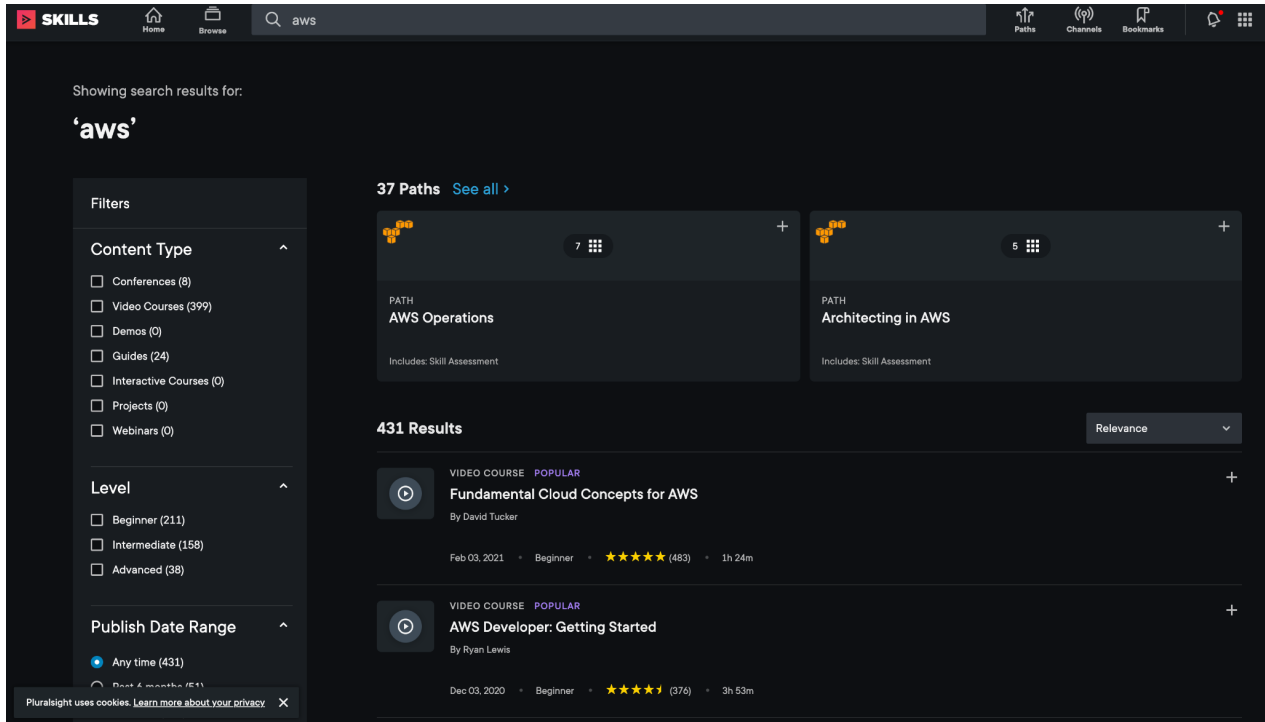 SKILLS
Home
Browse
aws
Paths
Channels
Bookmarks
Showing search results for:
‘aws’
Filters
Content Type
Conferences (8)
Video Courses (399)
Demos (0)
Guides (24)
Interactive Courses (0)
Projects (0)
Webinars (0)
Level
Beginner (211)
Intermediate (158)
Advanced (38)
Publish Date Range
Any time (431)
Past 6 months (51)
Pluralsight uses cookies. Learn more about your privacy
37 Paths See all >
7
PATH
AWS Operations
Includes: Skill Assessment
5
PATH
Architecting in AWS
Includes: Skill Assessment
431 Results
Relevance
VIDEO COURSE POPULAR
Fundamental Cloud Concepts for AWS
By David Tucker
Feb 03, 2021 • Beginner • ★★★★★ (483) • 1h 24m
VIDEO COURSE POPULAR
AWS Developer: Getting Started
By Ryan Lewis
Dec 03, 2020 • Beginner • (376) • 3h 53m